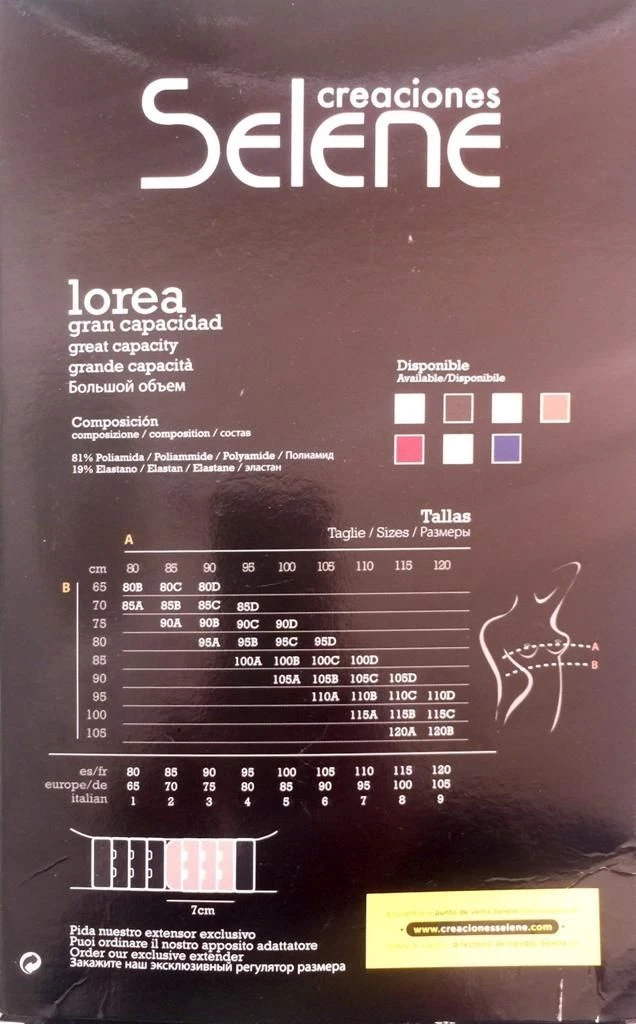 creaciones
Selene
lorea
gran capacidad
great capacity
grande capacità
Большой объем
Disponible
Available/Disponibile
Composición
composizione / composition / состав
81% Poliamida / Poliammide / Polyamide / Полиамид
19% Elastano / Elastan / Elastane / эластан
Tallas
Taglie / Sizes / Размеры
A
cm 80 85 90 95 100 105 110 115 120
B 65 80B 80C 80D
70 85A 85B 85C 85D
75 90A 90B 90C 90D
80 95A 95B 95C 95D
85 100A 100B 100C 100D
90 105A 105B 105C 105D
95 110A 110B 110C 110D
100 115A 115B 115C
105 120A 120B
A
B
es/fr 80 85 90 95 100 105 110 115 120
europe/de 65 70 75 80 85 90 95 100 105
italian 1 2 3 4 5 6 7 8 9
7cm
Pida nuestro extensor exclusivo
Puoi ordinare il nostro apposito adattatore
Order our exclusive extender
Закажите наш эксклюзивный регулятор размера
punto de venta Selene
www.creacionesselene.com